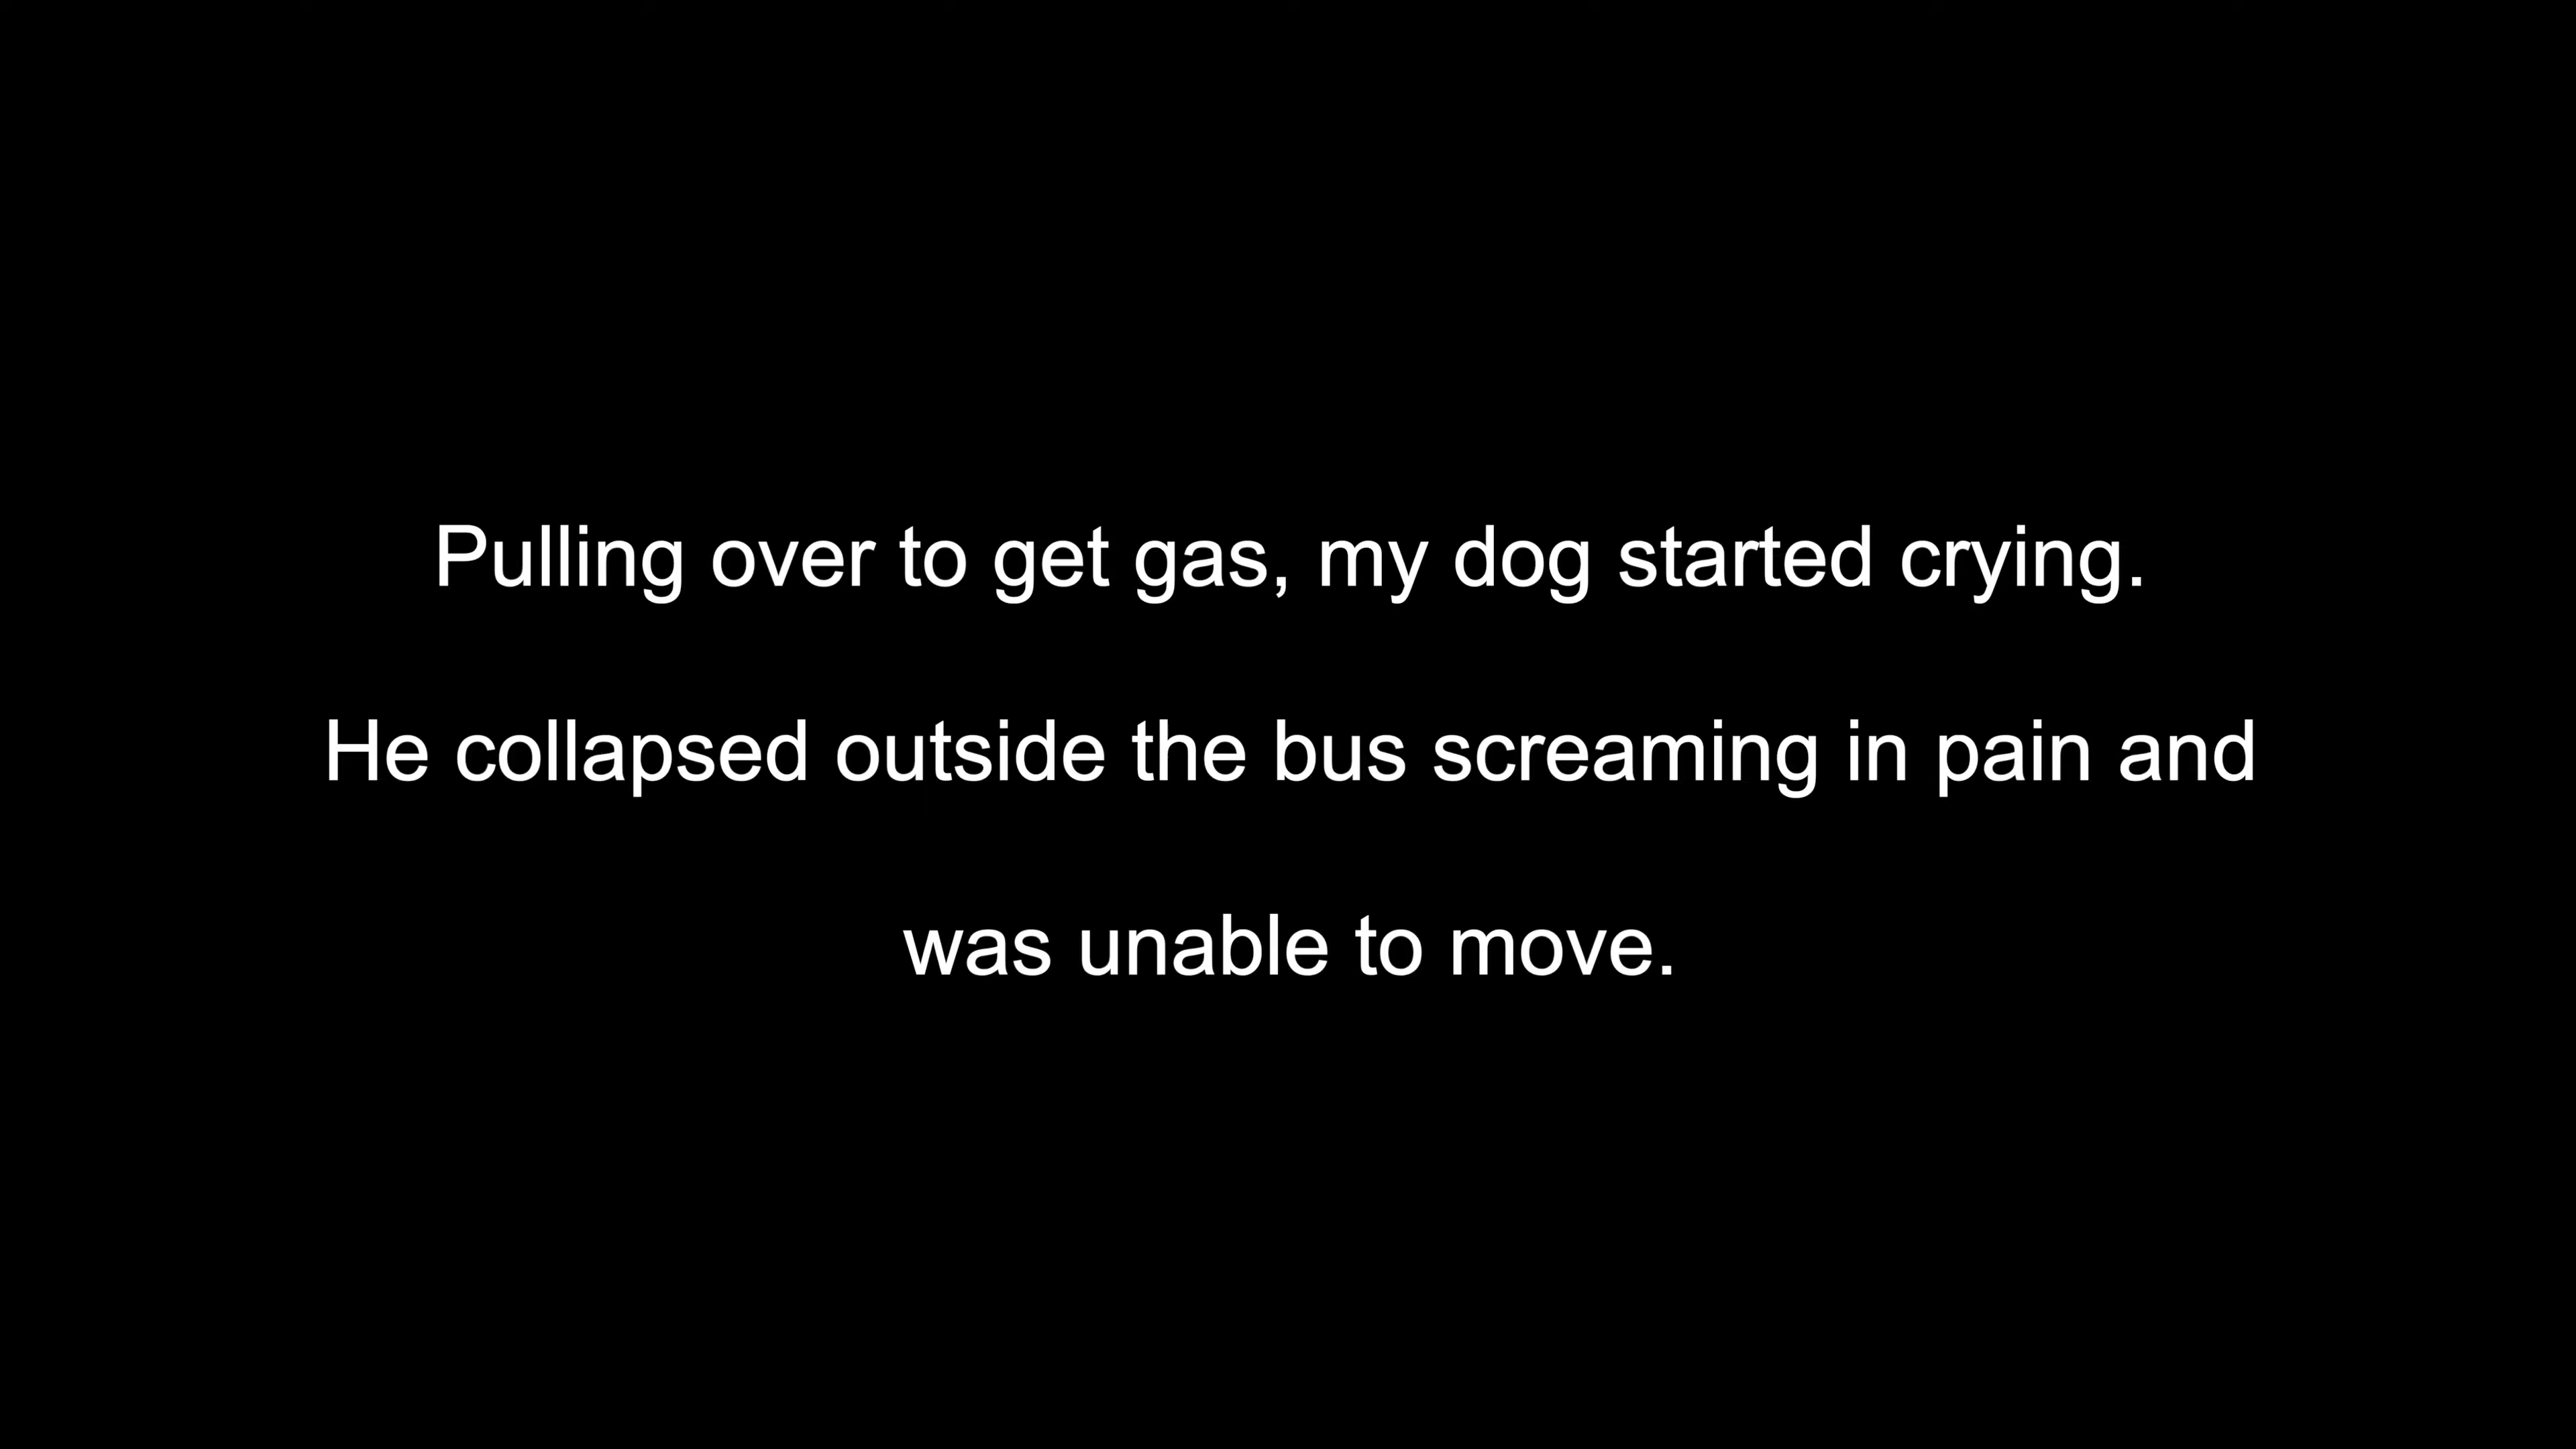 Pulling over to get gas, my dog started crying.
He collapsed outside the bus screaming in pain and
was unable to move.